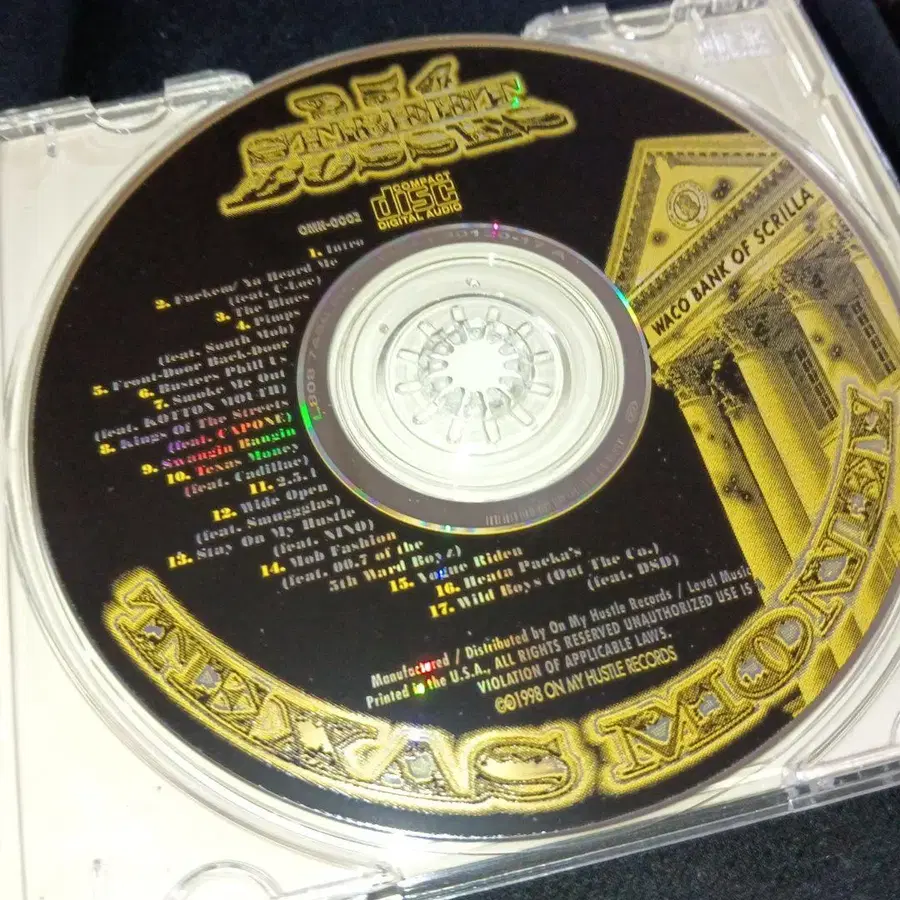 254
STREET
BOSSES
COMPACT
disc
DIGITAL AUDIO
OMH-0002
WACO BANK OF SCRILLA
1. Intro
2. Fuckem/ Ya Heard Me
(feat. C-Loc)
3. The Blues
4. Pimps
(feat. South Mob)
5. Front-Door Back-Door
6. Busters Phill Us
7. Smoke Me Out
(feat. KOTTON MOUTH)
8. Kings Of The Street
(feat. CAPONE)
9. Swangin Bangin
10. Texas Money
(feat. Cadillac)
11. 2.5.4
12. Wide Open
(feat. Smuggglas)
13. Stay On My Hustle
(feat. NINO)
14. Mob Fashion
(feat. 00.7 of the
5th Ward Boyz)
15. Vogue Riden
16. Heata Packa's
17. Wild Boys (Out The Co.)
(feat. DSD)
Manufactured / Distributed by On My Hustle Records / Level Music
Printed in the U.S.A., ALL RIGHTS RESERVED UNAUTHORIZED USE IS A
VIOLATION OF APPLICABLE LAWS.
©℗1998 ON MY HUSTLE RECORDS
TEXAS MONEY